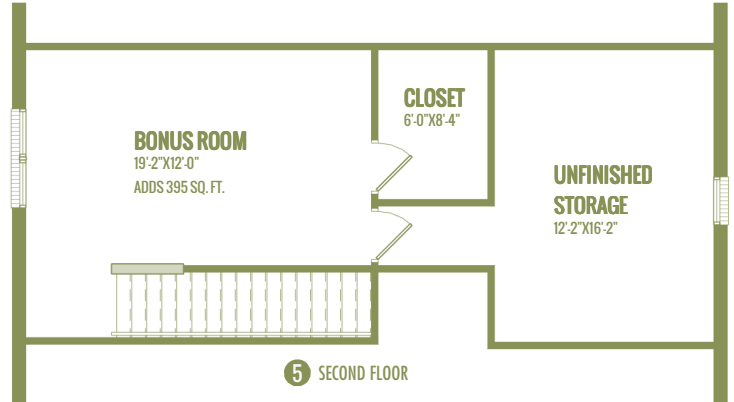 BONUS ROOM
19'-2"X12'-0"
ADDS 395 SQ. FT.
CLOSET
6'-0"X8'-4"
UNFINISHED
STORAGE
12'-2"X16'-2"
5 SECOND FLOOR